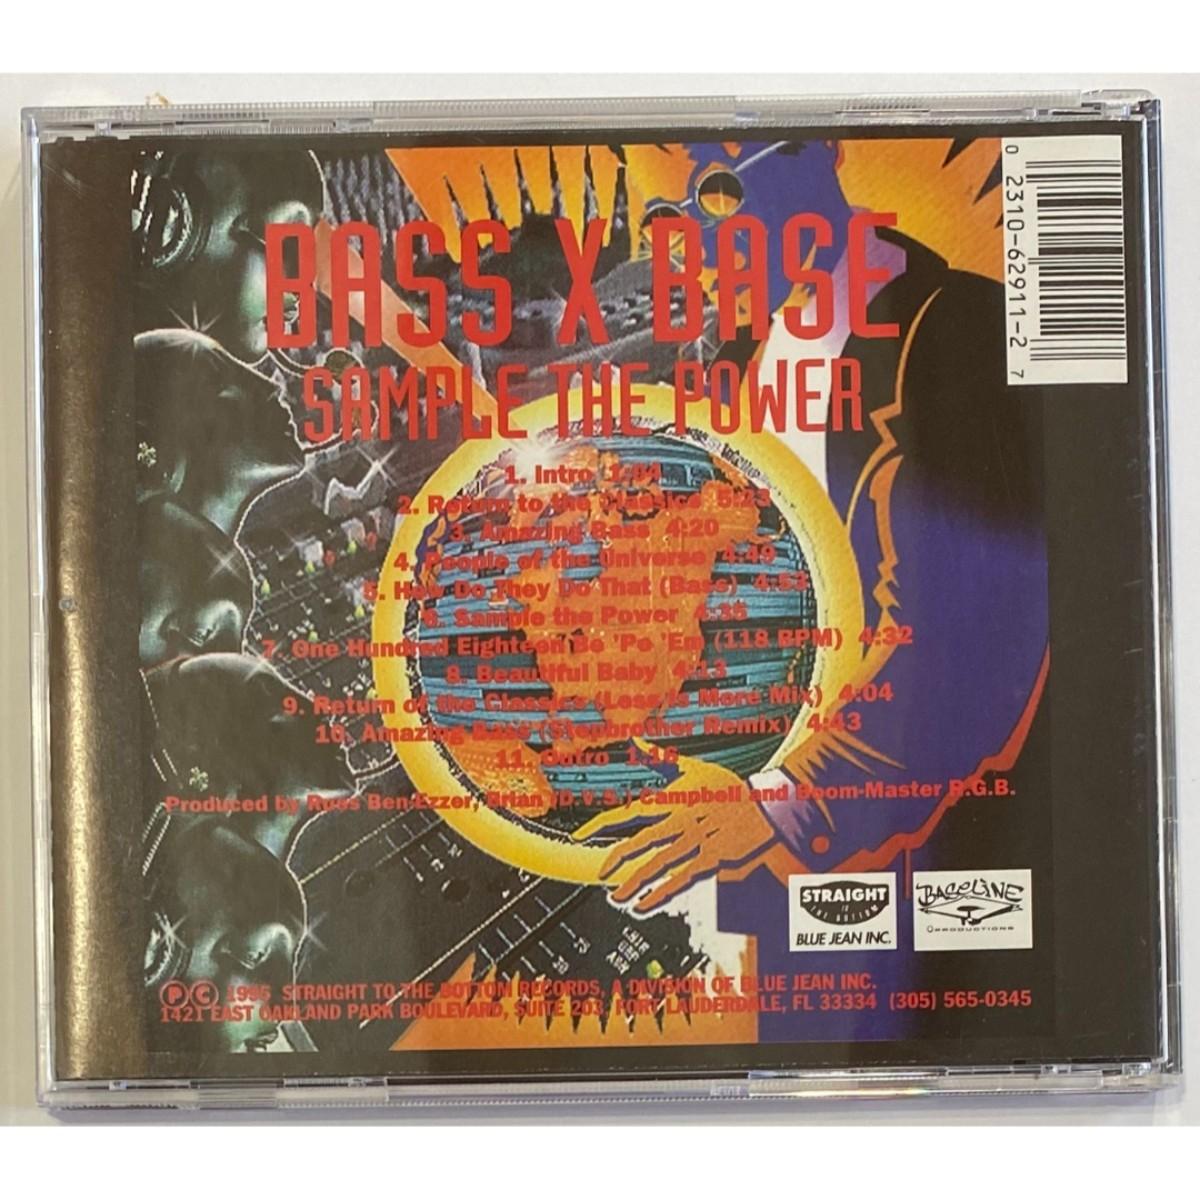 BASS X BASE
SAMPLE THE POWER
1. Intro 1:04
2. Return to the Classics 5:23
3. Amazing Bass 4:20
4. People of the Universe 4:49
5. How Do They Do That (Bass) 4:53
6. Sample the Power 4:35
7. One Hundred Eighteen Be 'Pe 'Em (118 BPM) 4:32
8. Beautiful Baby 4:13
9. Return of the Classics (Less Is More Mix) 4:04
10. Amazing Bass (Stepbrother Remix) 4:43
11. Outro 1:16
Produced by Ross Ben-Ezzer, Brian (D.V.S.) Campbell and Boom-Master R.G.B.
STRAIGHT
TO
THE BOTTOM
BLUE JEAN INC.
BASELINE
PRODUCTIONS
Ⓟ© 1995 STRAIGHT TO THE BOTTOM RECORDS, A DIVISION OF BLUE JEAN INC.
1421 EAST OAKLAND PARK BOULEVARD, SUITE 203, FORT LAUDERDALE, FL 33334 (305) 565-0345
0 2310-62911-2 7